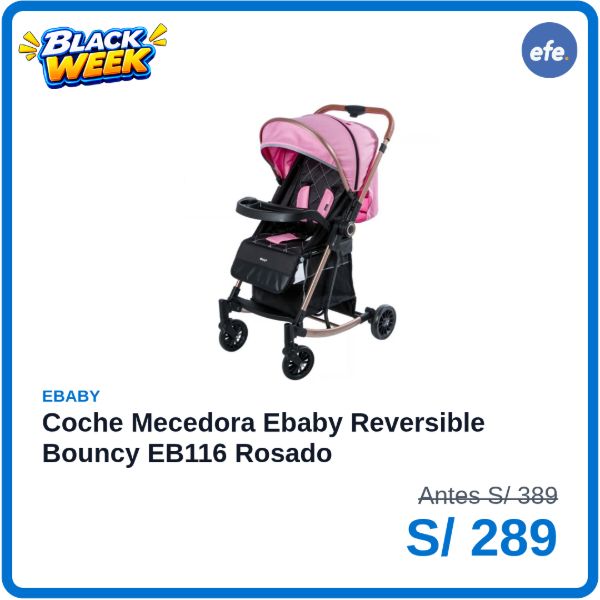 BLACK
WEEK
efe.
EBABY
Coche Mecedora Ebaby Reversible
Bouncy EB116 Rosado
Antes S/ 389
S/ 289